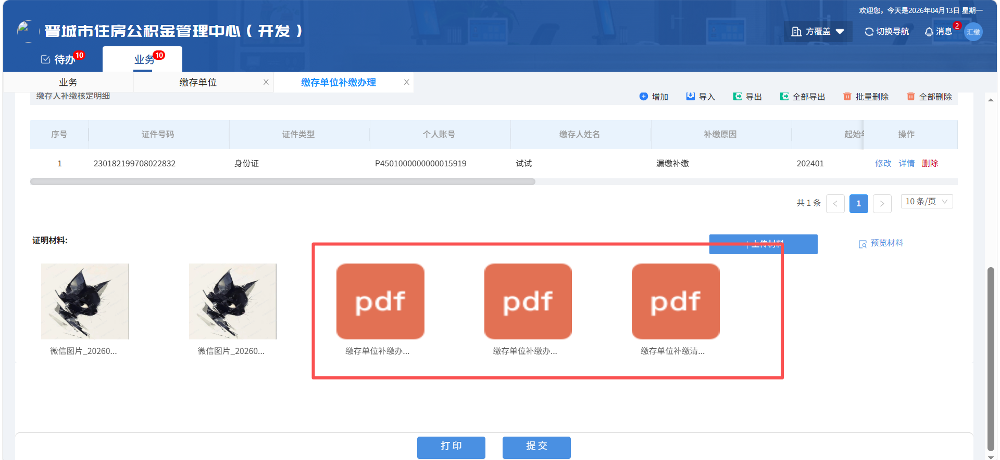 欢迎您，今天是2026年04月13日 星期一
晋城市住房公积金管理中心（开发）
方覆盖
切换导航
消息
2
汇缴
待办
10
业务
10
业务
缴存单位
缴存单位补缴办理
缴存人补缴核定明细
增加
导入
导出
全部导出
批量删除
全部删除
序号 证件号码 证件类型 个人账号 缴存人姓名 补缴原因 起始 操作
1 230182199708022832 身份证 P4501000000000015919 试试 漏缴补缴 202401 修改 详情 删除
共 1 条
1
10 条/页
证明材料:
上传材料
预览材料
pdf
pdf
pdf
微信图片_20260...
微信图片_20260...
缴存单位补缴办...
缴存单位补缴办...
缴存单位补缴清...
打印
提交